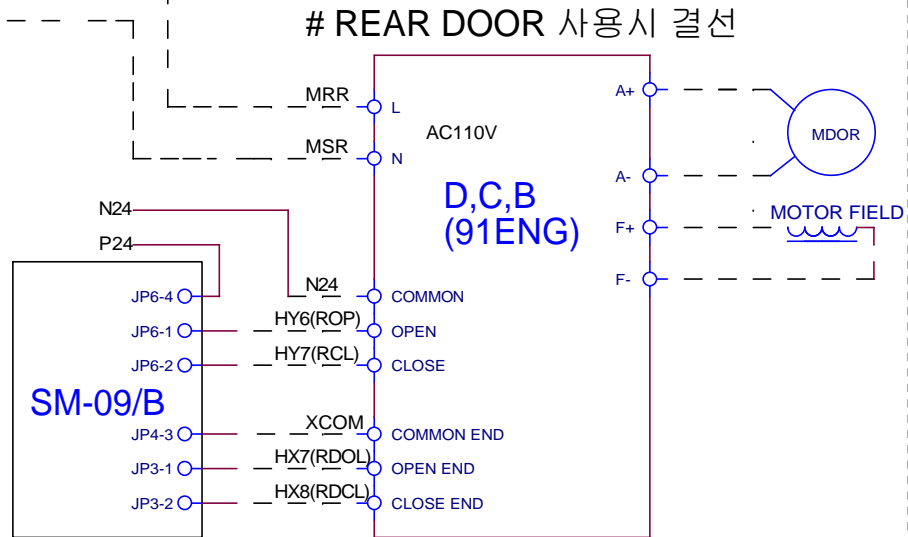 # REAR DOOR 사용시 결선
MRR
L
A+
AC110V
MDOR
MSR
N
A-
D,C,B
(91ENG)
N24
F+
MOTOR FIELD
P24
F-
JP6-4
N24
COMMON
JP6-1
HY6(ROP)
OPEN
JP6-2
HY7(RCL)
CLOSE
SM-09/B
JP4-3
XCOM
COMMON END
JP3-1
HX7(RDOL)
OPEN END
JP3-2
HX8(RDCL)
CLOSE END